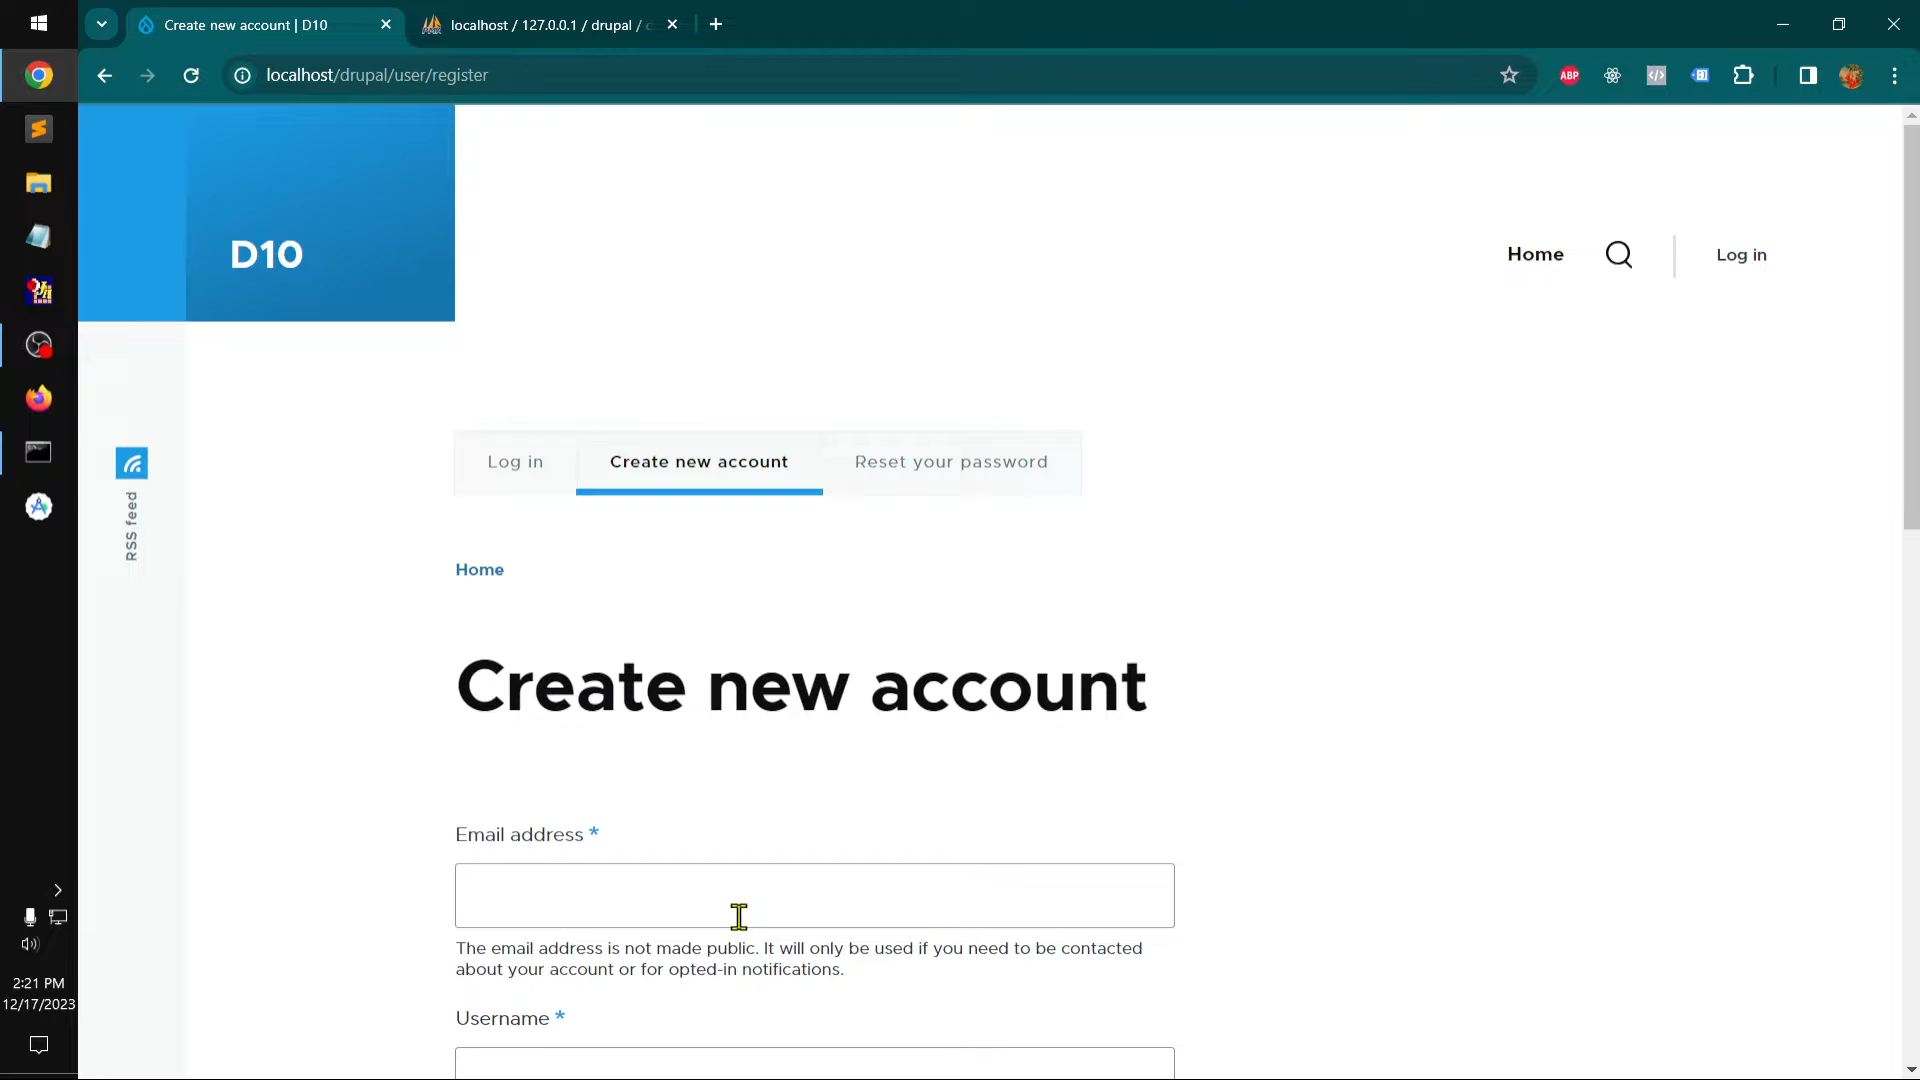 Create new account | D10
localhost / 127.0.0.1 / drupal /
localhost/drupal/user/register
ABP
D10
Home
Log in
Log in
Create new account
Reset your password
RSS feed
Home
Create new account
Email address *
The email address is not made public. It will only be used if you need to be contacted
about your account or for opted-in notifications.
Username *
2:21 PM
12/17/2023